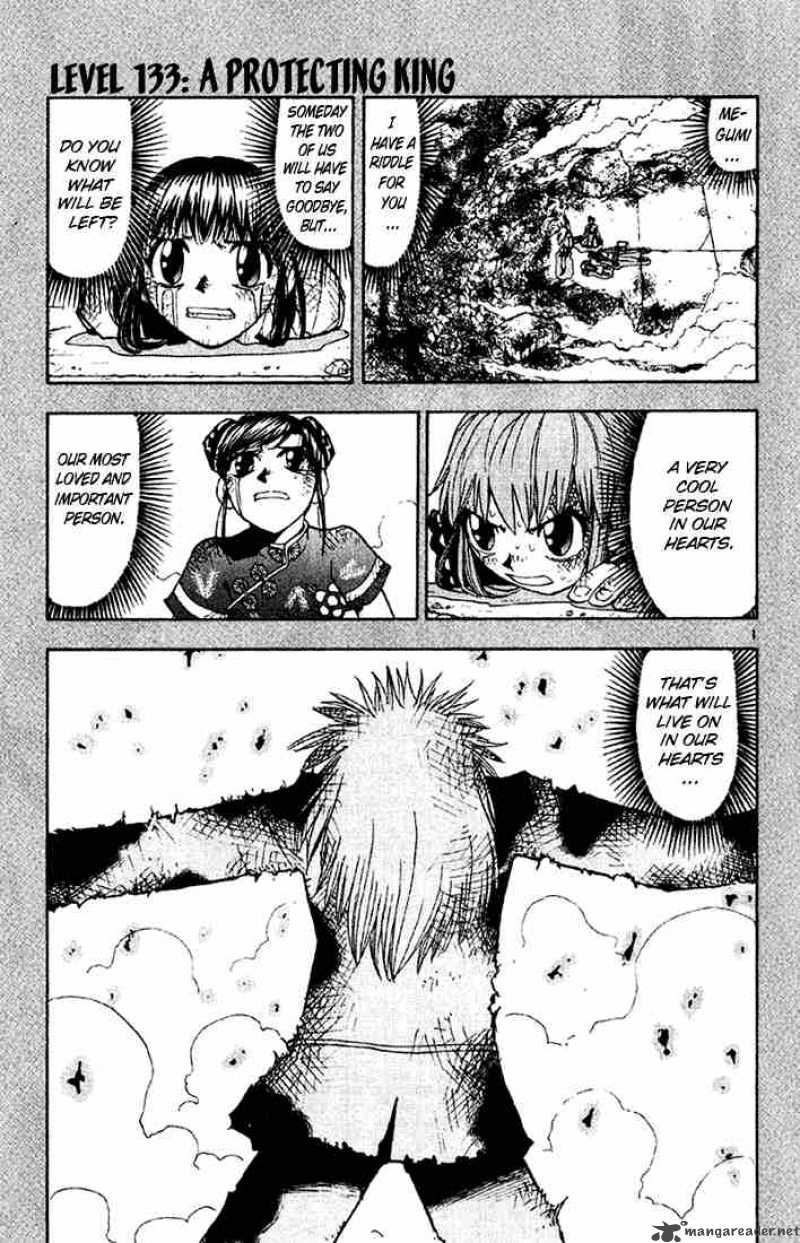 LEVEL 133: A PROTECTING KING
ME-
GUMI
...
I
HAVE A
RIDDLE
FOR
YOU
...
SOMEDAY
THE TWO
OF US
WILL HAVE
TO SAY
GOODBYE,
BUT...
DO YOU
KNOW
WHAT
WILL BE
LEFT?
A VERY
COOL
PERSON
IN OUR
HEARTS.
OUR MOST
LOVED AND
IMPORTANT
PERSON.
1
THAT'S
WHAT WILL
LIVE ON
IN OUR
HEARTS
...
mangareader.net